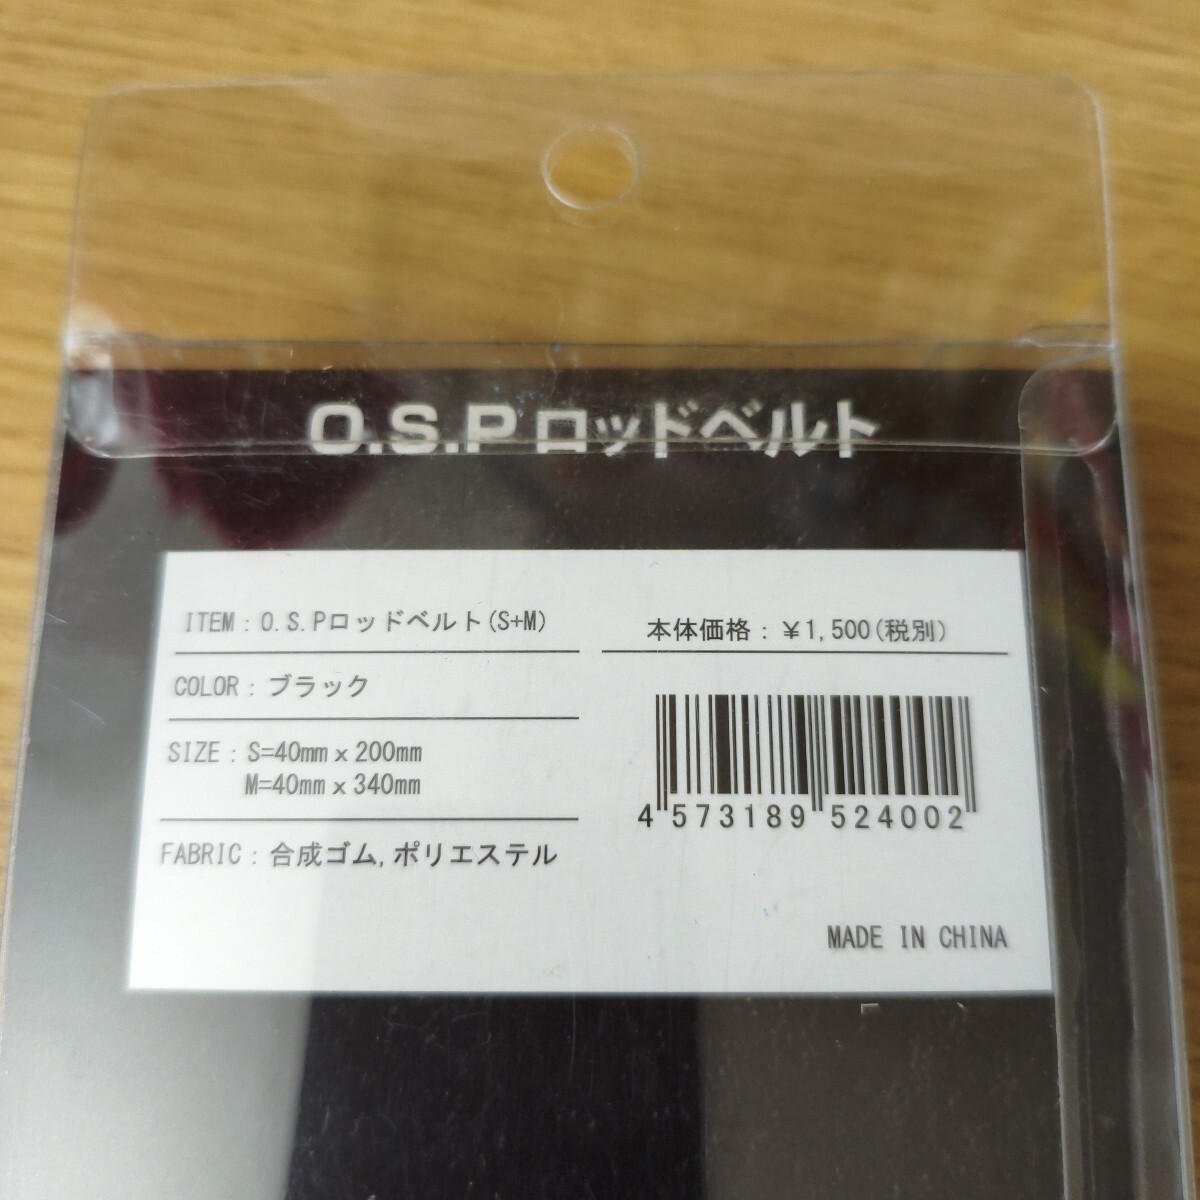 O.S.Pロッドベルト
ITEM：O.S.Pロッドベルト(S+M)
COLOR：ブラック
SIZE：S=40mm x 200mm
M=40mm x 340mm
FABRIC：合成ゴム,ポリエステル
本体価格：￥1,500(税別)
4 573189 524002
MADE IN CHINA